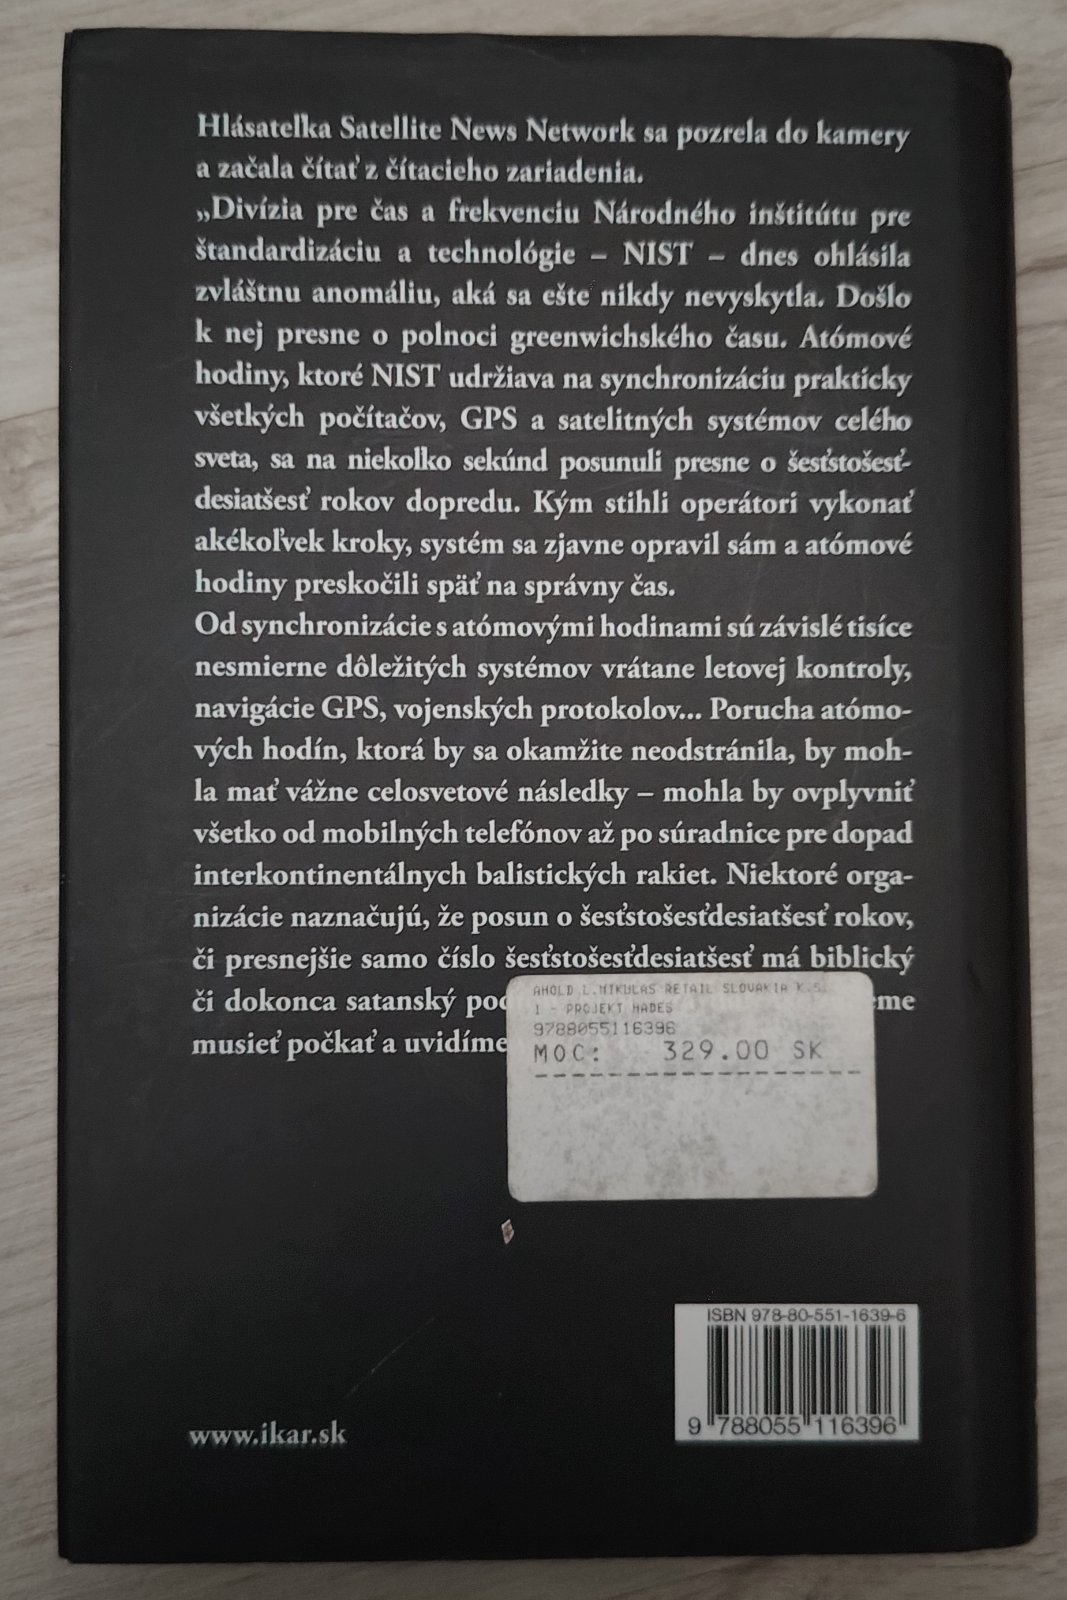 Hlásateľka Satellite News Network sa pozrela do kamery
a začala čítať z čítacieho zariadenia.
„Divízia pre čas a frekvenciu Národného inštitútu pre
štandardizáciu a technológie – NIST – dnes ohlásila
zvláštnu anomáliu, aká sa ešte nikdy nevyskytla. Došlo
k nej presne o polnoci greenwichského času. Atómové
hodiny, ktoré NIST udržiava na synchronizáciu prakticky
všetkých počítačov, GPS a satelitných systémov celého
sveta, sa na niekoľko sekúnd posunuli presne o šesťstošesť-
desiatšesť rokov dopredu. Kým stihli operátori vykonať
akékoľvek kroky, systém sa zjavne opravil sám a atómové
hodiny preskočili späť na správny čas.
Od synchronizácie s atómovými hodinami sú závislé tisíce
nesmierne dôležitých systémov vrátane letovej kontroly,
navigácie GPS, vojenských protokolov... Porucha atómo-
vých hodín, ktorá by sa okamžite neodstránila, by moh-
la mať vážne celosvetové následky – mohla by ovplyvniť
všetko od mobilných telefónov až po súradnice pre dopad
interkontinentálnych balistických rakiet. Niektoré orga-
nizácie naznačujú, že posun o šesťstošesťdesiatšesť rokov,
či presnejšie samo číslo šesťstošesťdesiatšesť má biblický
či dokonca satanský
musieť počkať a uvidíme
AHOLD L.MIKULAS RETAIL SLOVAKIA K.S.
1 - PROJEKT HADES
9788055116396
MOC: 329.00 SK
ISBN 978-80-551-1639-6
9 788055 116396
www.ikar.sk